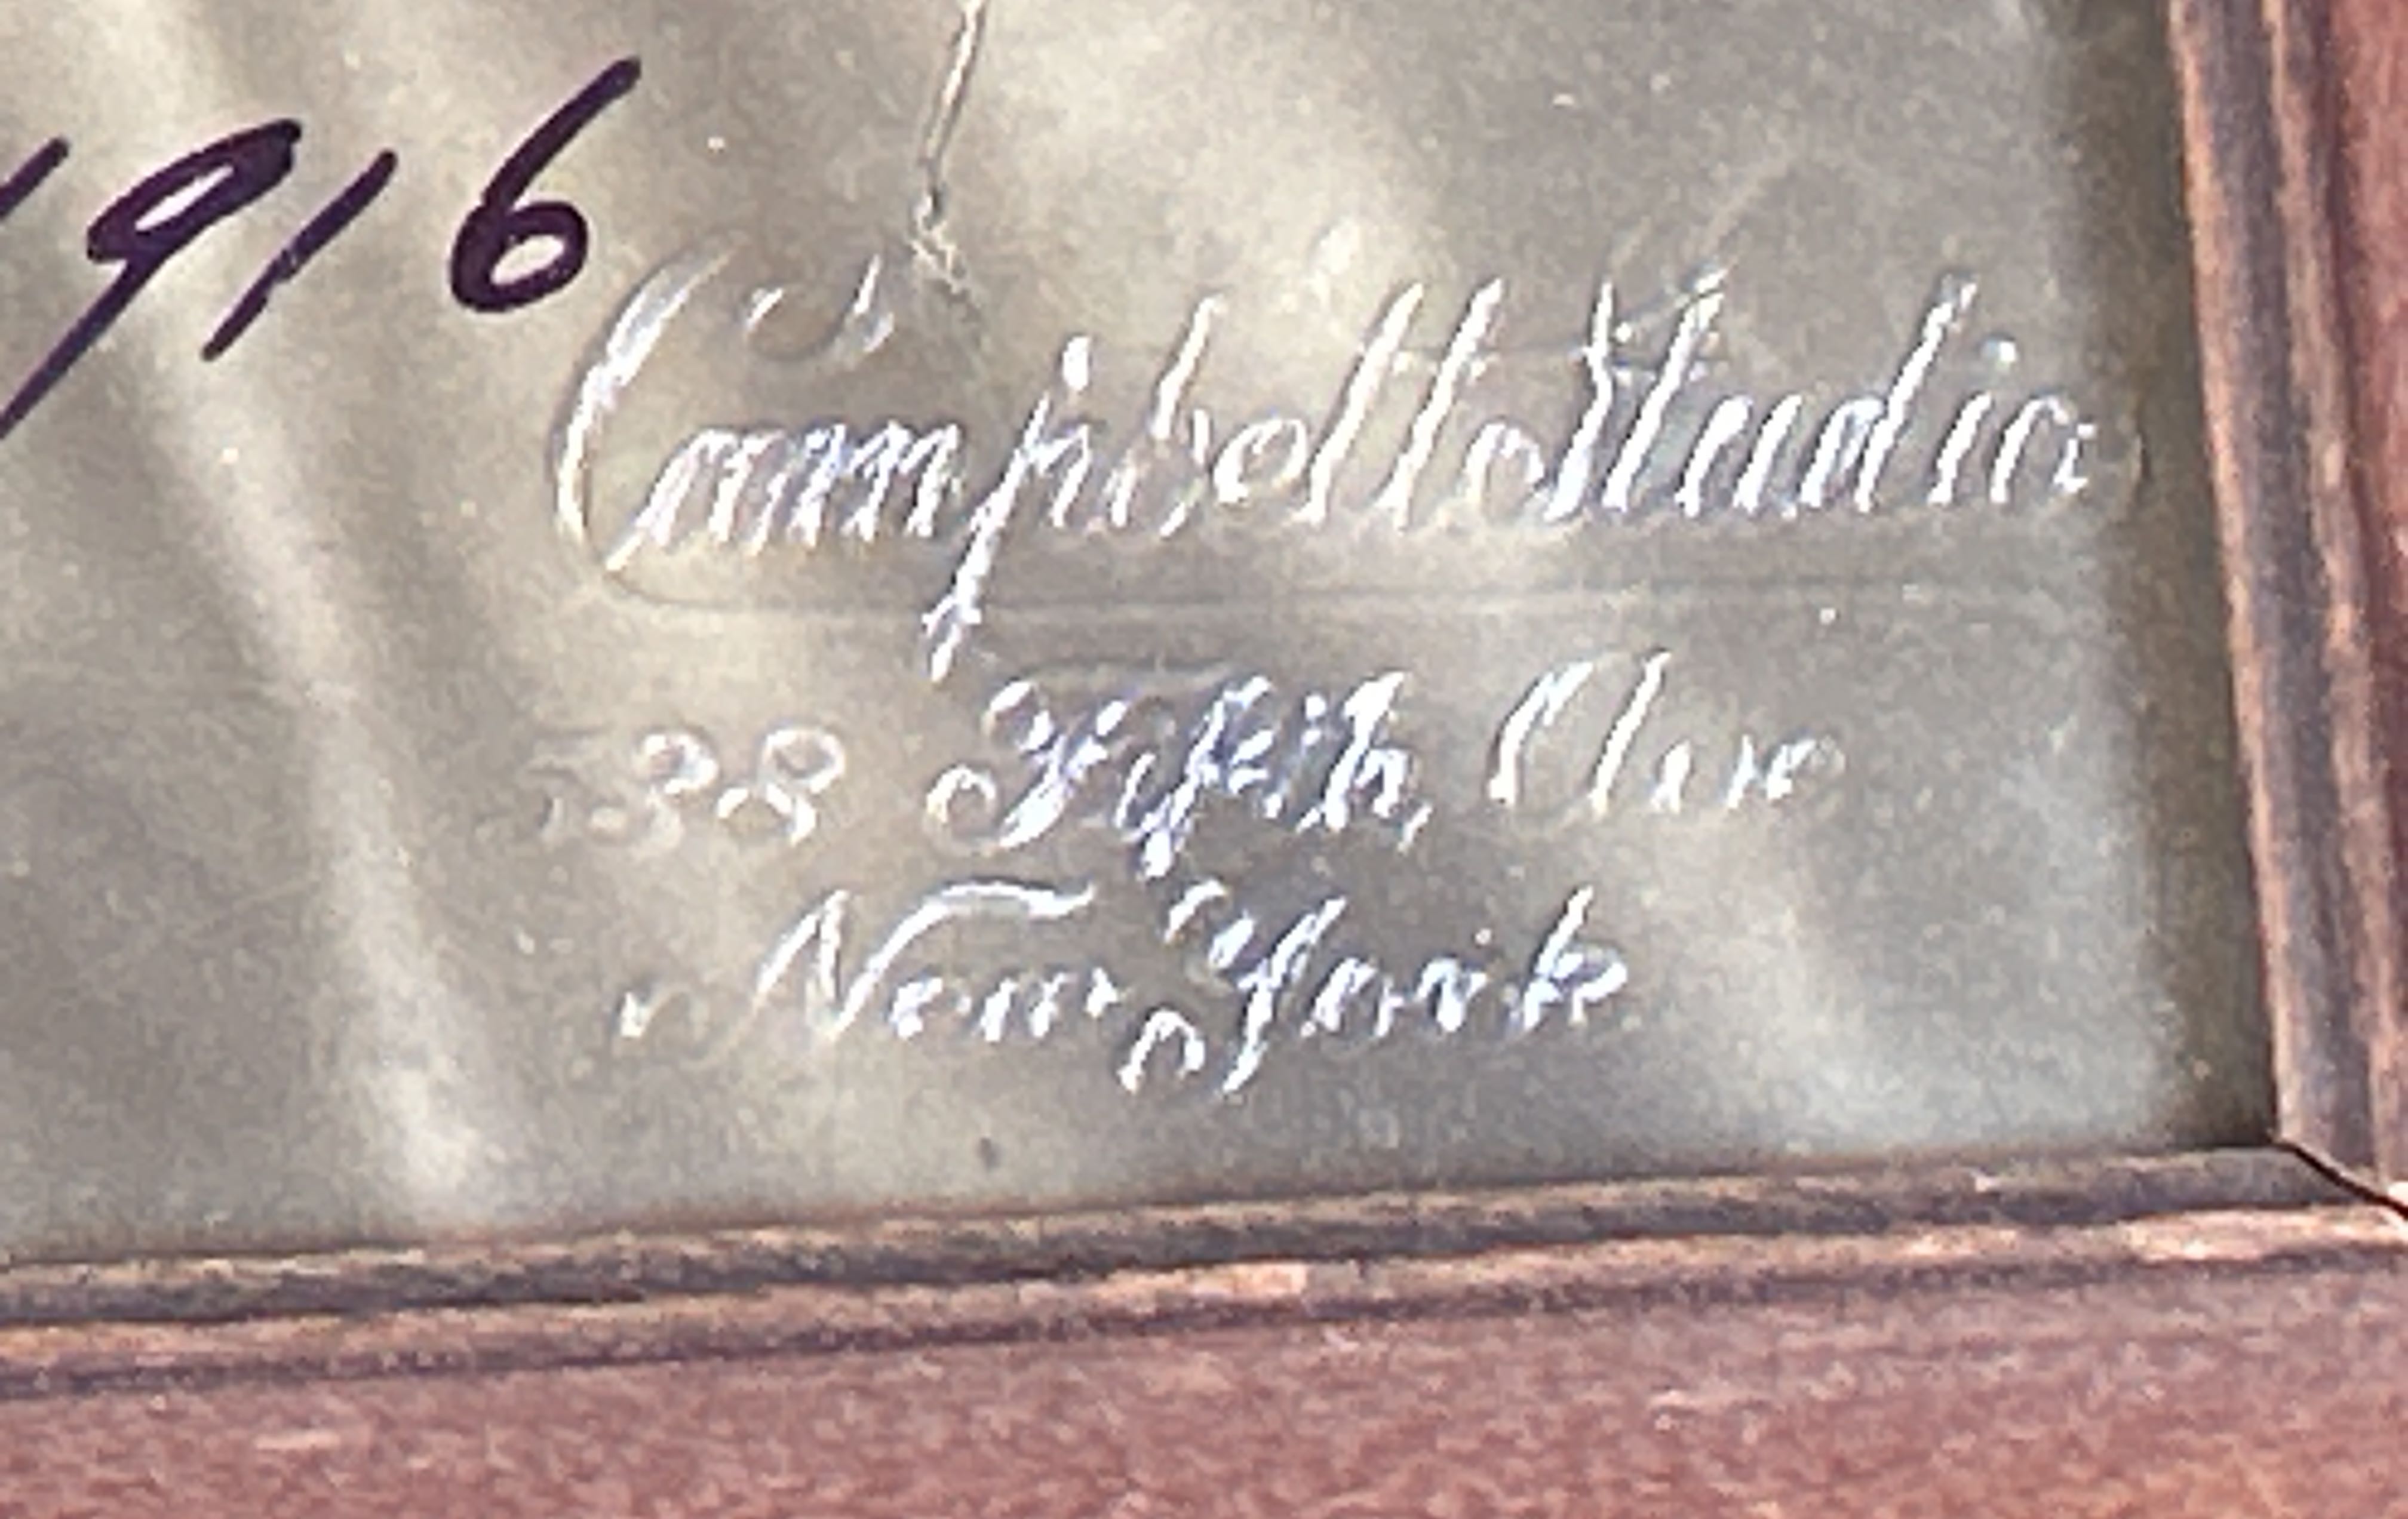 1916
Campbell Studio
538 Fifth Ave
New York